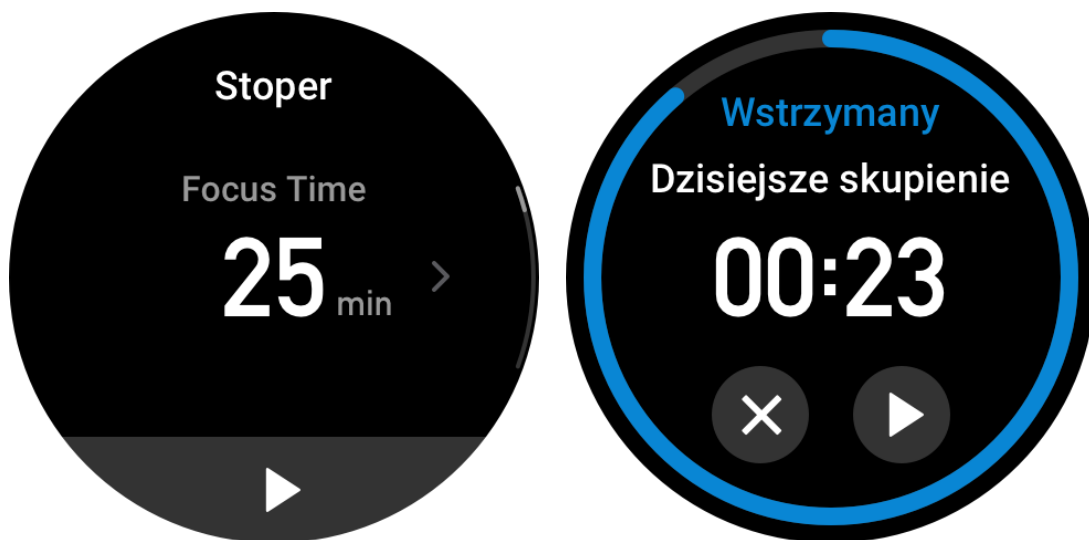 Stoper
Focus Time
25 min
Wstrzymany
Dzisiejsze skupienie
00:23